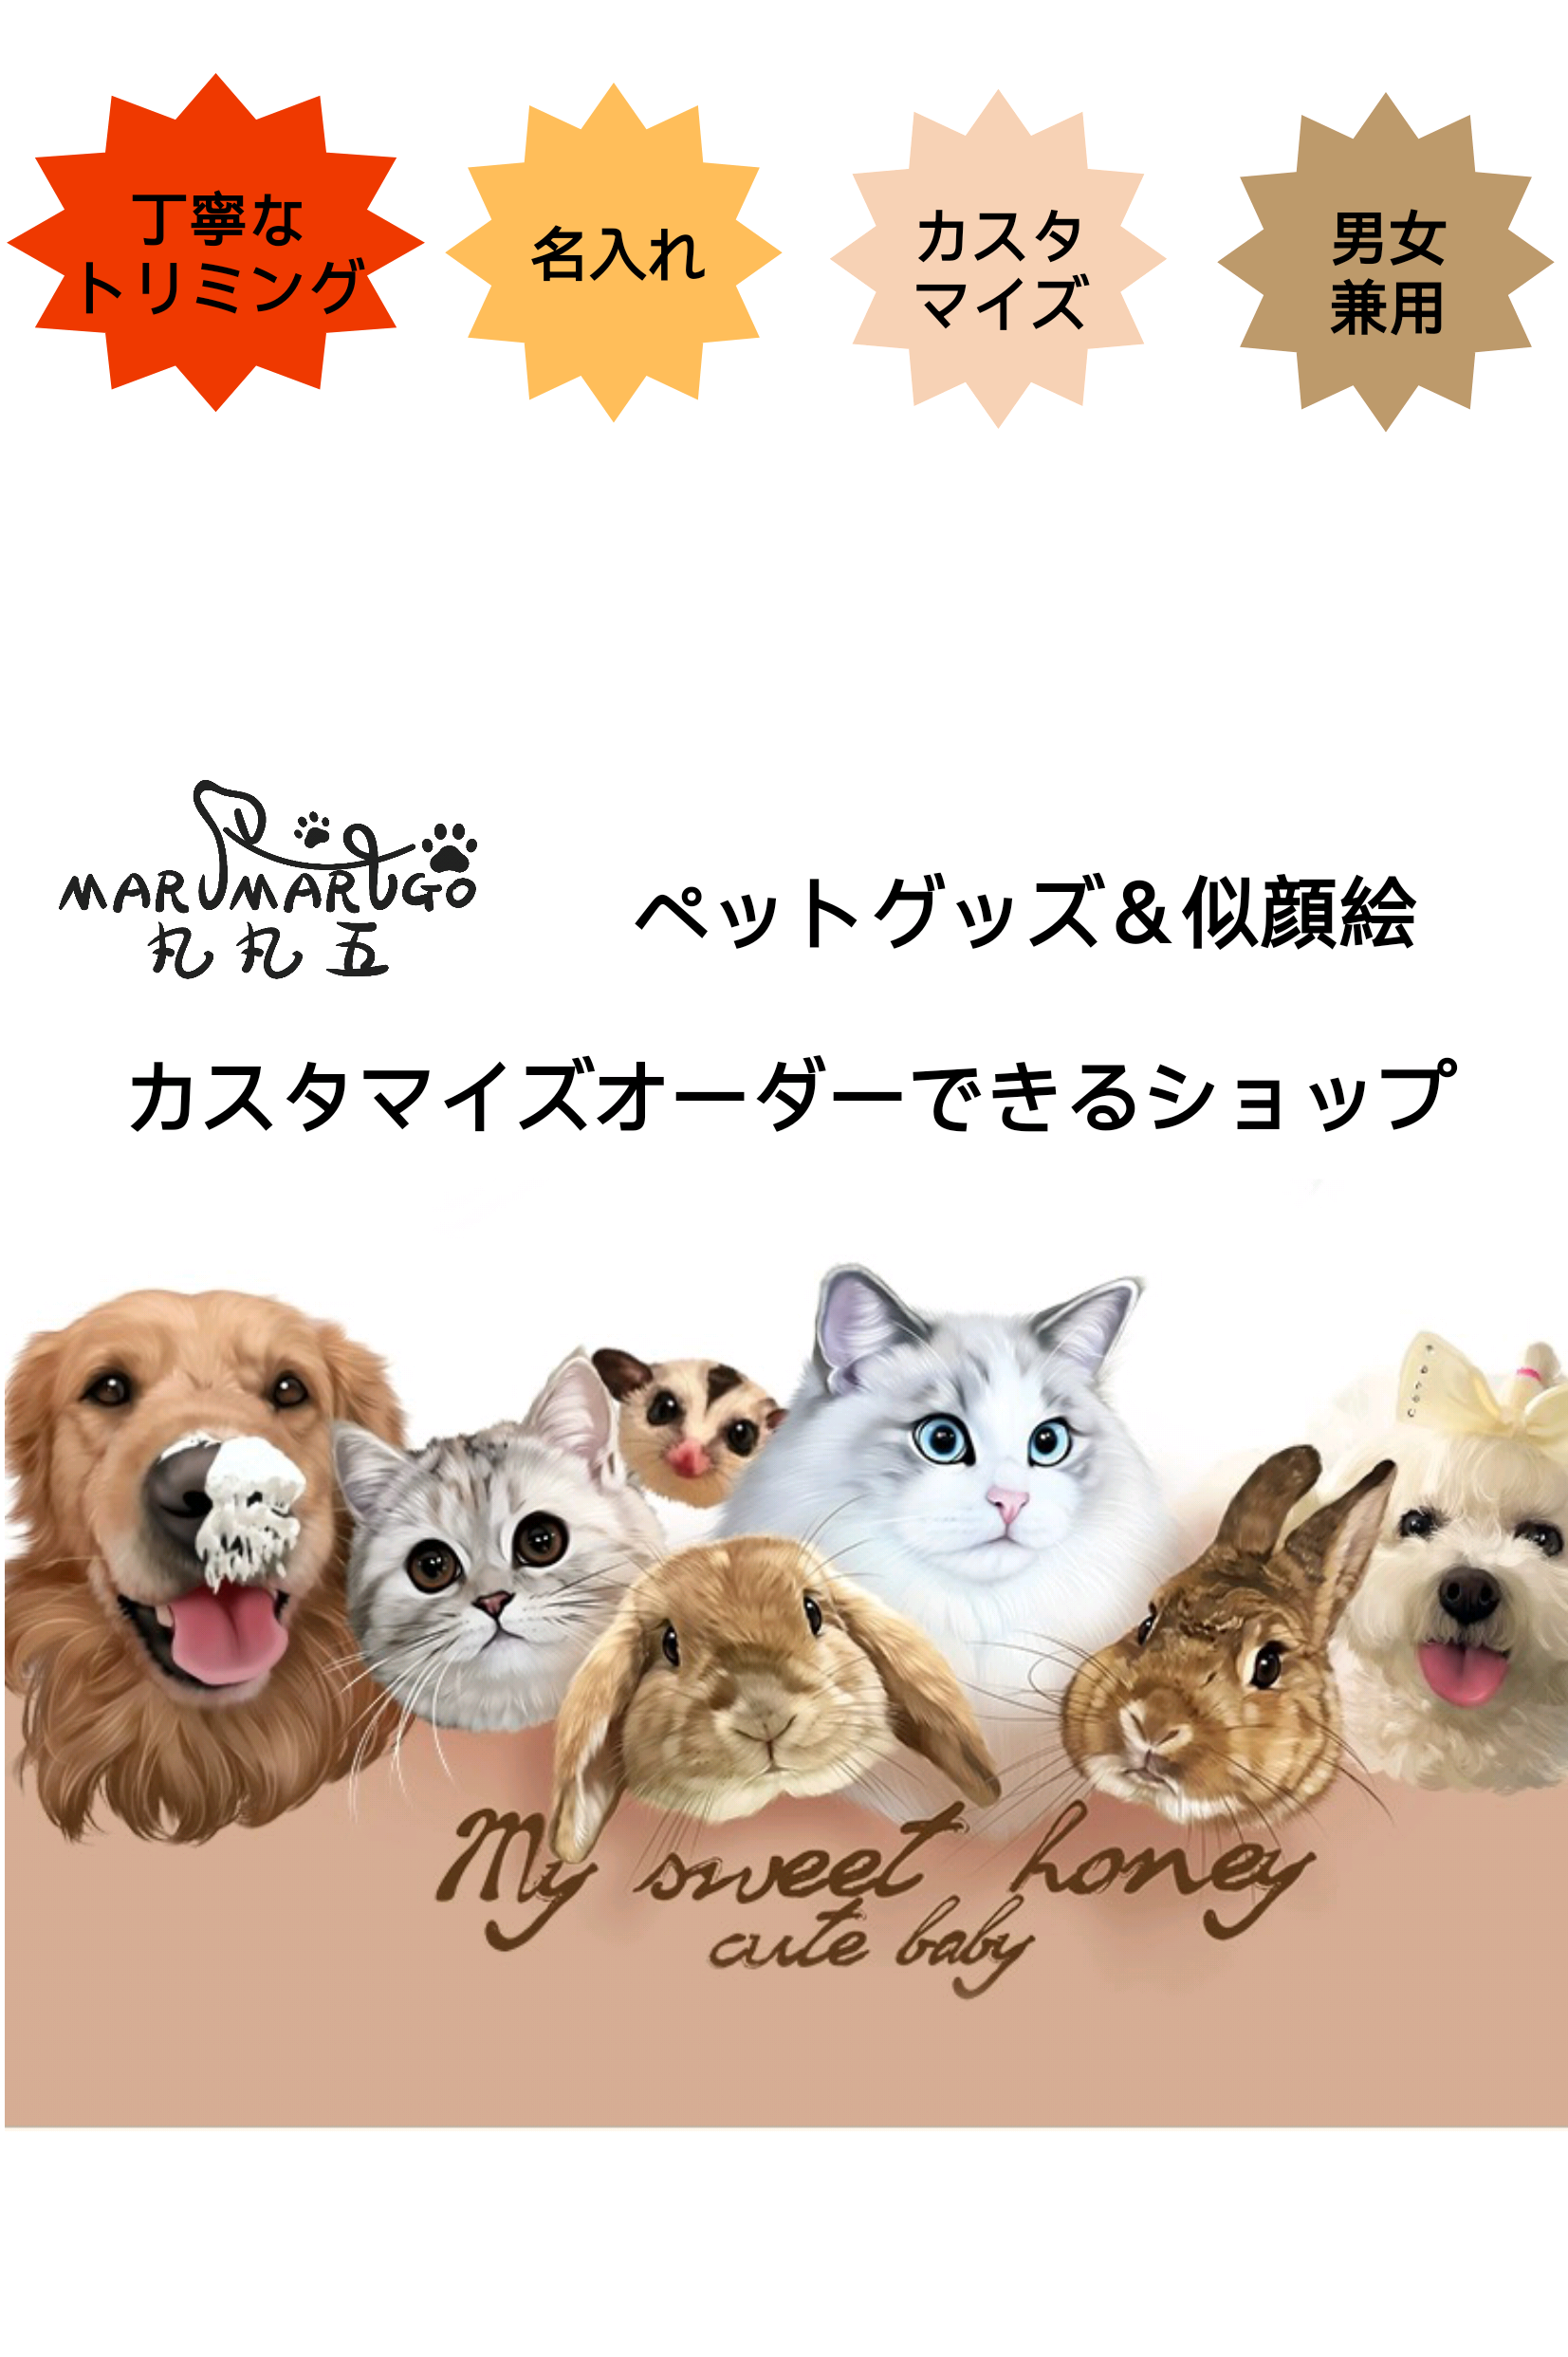 丁寧な
トリミング
名入れ
カスタ
マイズ
男女
兼用
MARUMARUGO
丸丸五
ペットグッズ＆似顔絵
カスタマイズオーダーできるショップ
My sweet honey
cute baby